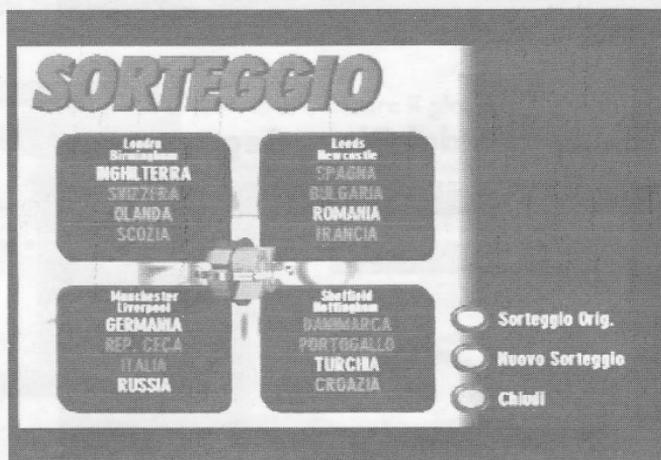 SORTEGGIO
Londra
Birmingham
INGHILTERRA
SVIZZERA
OLANDA
SCOZIA
Leeds
Newcastle
SPAGNA
BULGARIA
ROMANIA
FRANCIA
Manchester
Liverpool
GERMANIA
REP. CECA
ITALIA
RUSSIA
Sheffield
Nottingham
DANIMARCA
PORTOGALLO
TURCHIA
CROAZIA
Sorteggio Orig.
Nuovo Sorteggio
Chiudi